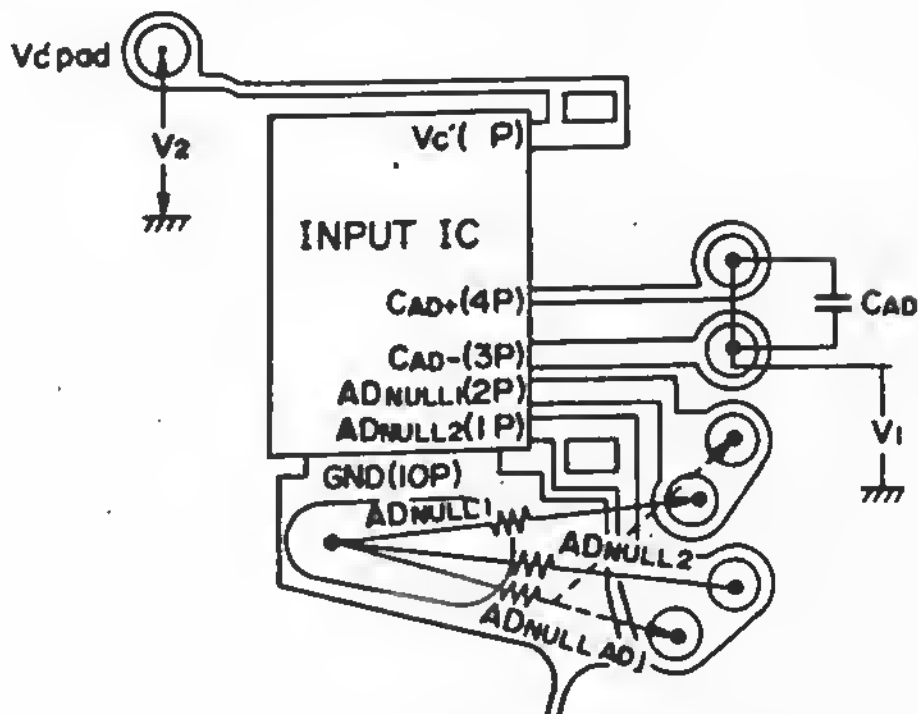 Vc'pad
Vc'( P)
V2
INPUT IC
CAD+(4P)
CAD
CAD-(3P)
ADNULL1(2P)
ADNULL2(1P)
V1
GND(10P)
ADNULL1
ADNULL2
ADNULL ADJ